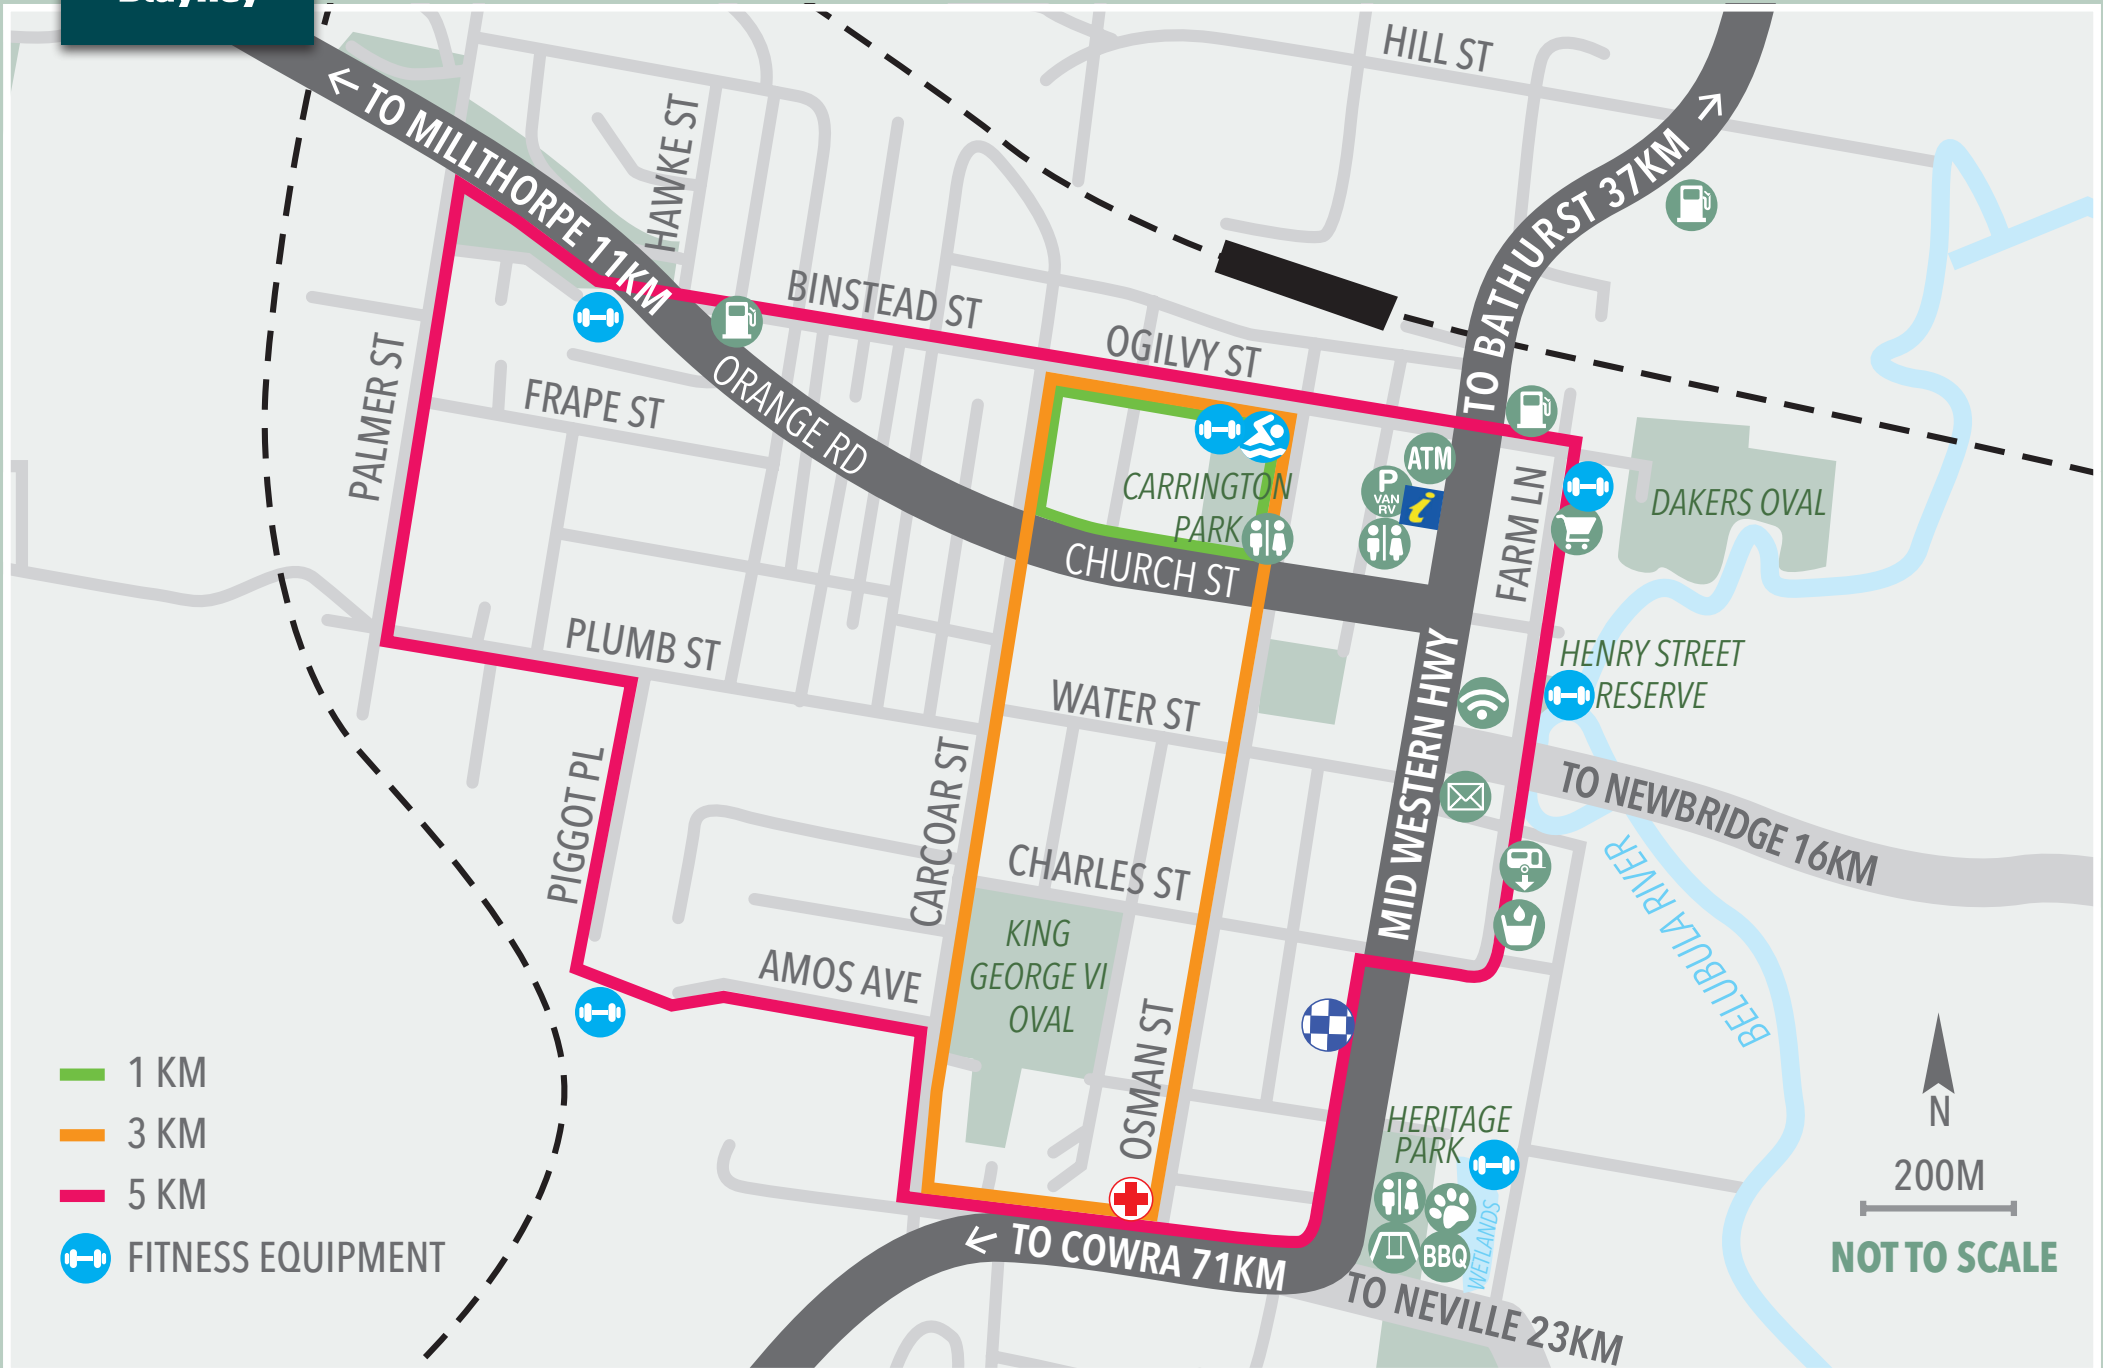 HILL ST
← TO MILLTHORPE 11KM
HAWKE ST
TO BATHURST 37KM →
BINSTEAD ST
OGILVY ST
PALMER ST
FRAPE ST
ORANGE RD
CARRINGTON
PARK
ATM
P
VAN
RV
i
FARM LN
DAKERS OVAL
CHURCH ST
PLUMB ST
WATER ST
MID WESTERN HWY
HENRY STREET
RESERVE
PIGGOT PL
CARCOAR ST
TO NEWBRIDGE 16KM
CHARLES ST
BELUBULA RIVER
KING
GEORGE VI
OVAL
AMOS AVE
OSMAN ST
1 KM
3 KM
5 KM
FITNESS EQUIPMENT
HERITAGE
PARK
BBQ
WETLANDS
← TO COWRA 71KM
TO NEVILLE 23KM
N
200M
NOT TO SCALE